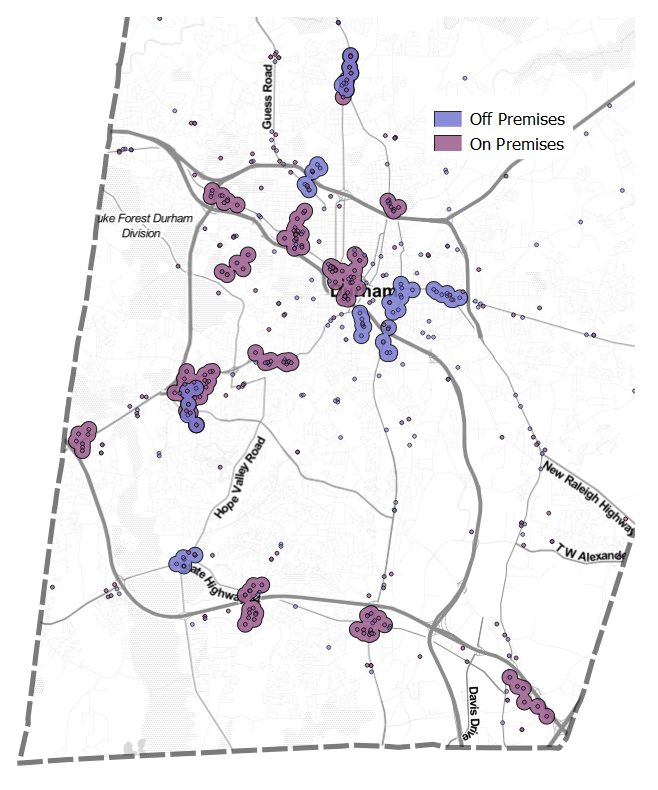 Guess Road
Off Premises
On Premises
uke Forest Durham
Division
Durham
Hope Valley Road
New Raleigh Highway
T W Alexande
ate Highwa
Davis Drive